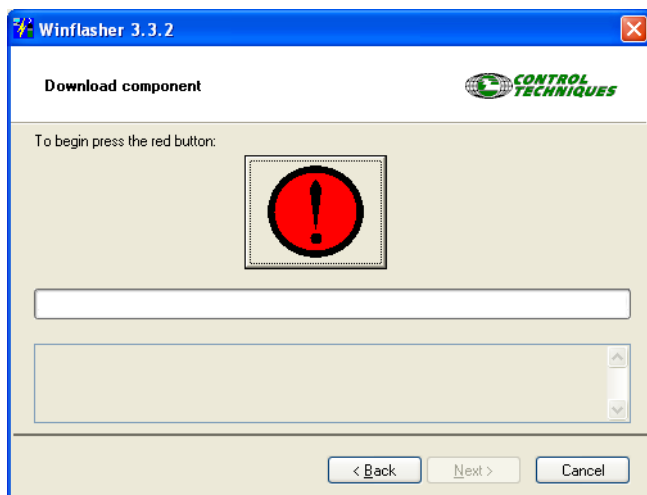 Winflasher 3.3.2
Download component
CONTROL
TECHNIQUES
To begin press the red button:
!
< Back
Next >
Cancel